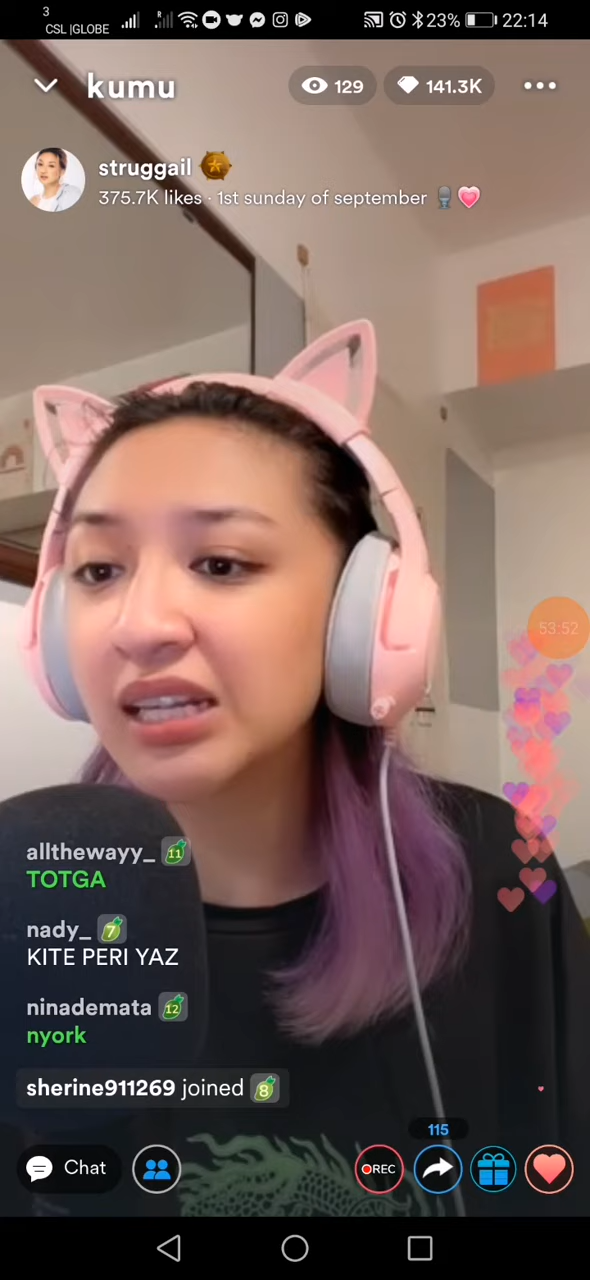 3
CSL |GLOBE
R
23%
22:14
kumu
129
141.3K
struggail
375.7K likes · 1st sunday of september
53:52
allthewayy_ 11
TOTGA
nady_ 7
KITE PERI YAZ
ninademata 12
nyork
sherine911269 joined 8
115
Chat
REC